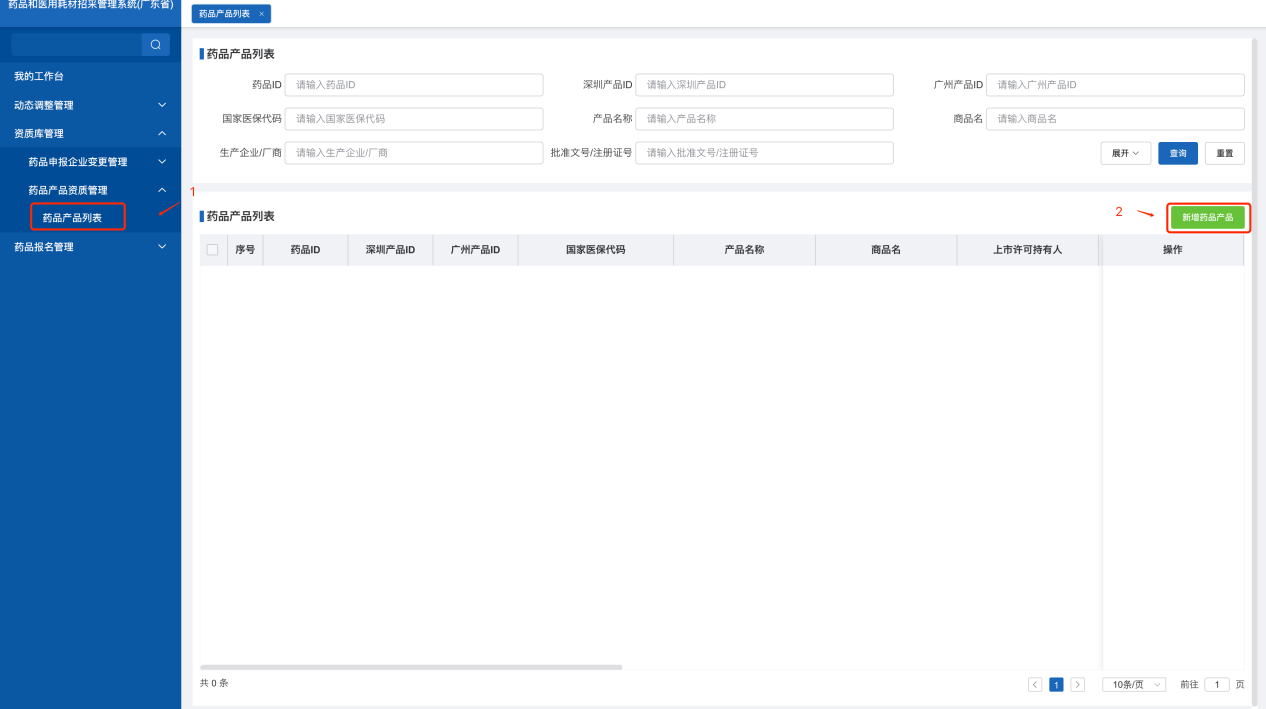 药品和医用耗材招采管理系统(广东省)
药品产品列表 ×
我的工作台
动态调整管理
资质库管理
药品申报企业变更管理
药品产品资质管理
药品产品列表
药品报名管理
1
药品产品列表
药品ID 请输入药品ID 深圳产品ID 请输入深圳产品ID 广州产品ID 请输入广州产品ID
国家医保代码 请输入国家医保代码 产品名称 请输入产品名称 商品名 请输入商品名
生产企业/厂商 请输入生产企业/厂商 批准文号/注册证号 请输入批准文号/注册证号 展开 查询 重置
药品产品列表 2 新增药品产品
序号 药品ID 深圳产品ID 广州产品ID 国家医保代码 产品名称 商品名 上市许可持有人 操作
共 0 条 < 1 > 10条/页 前往 1 页